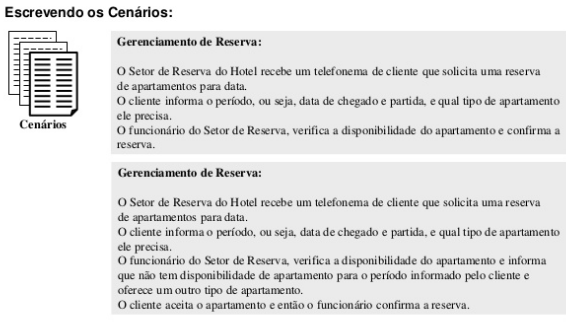 Escrevendo os Cenários:
Cenários
Gerenciamento de Reserva:
O Setor de Reserva do Hotel recebe um telefonema de cliente que solicita uma reserva
de apartamentos para data.
O cliente informa o período, ou seja, data de chegado e partida, e qual tipo de apartamento
ele precisa.
O funcionário do Setor de Reserva, verifica a disponibilidade do apartamento e confirma a
reserva.
Gerenciamento de Reserva:
O Setor de Reserva do Hotel recebe um telefonema de cliente que solicita uma reserva
de apartamentos para data.
O cliente informa o período, ou seja, data de chegado e partida, e qual tipo de apartamento
ele precisa.
O funcionário do Setor de Reserva, verifica a disponibilidade do apartamento e informa
que não tem disponibilidade de apartamento para o período informado pelo cliente e
oferece um outro tipo de apartamento.
O cliente aceita o apartamento e então o funcionário confirma a reserva.